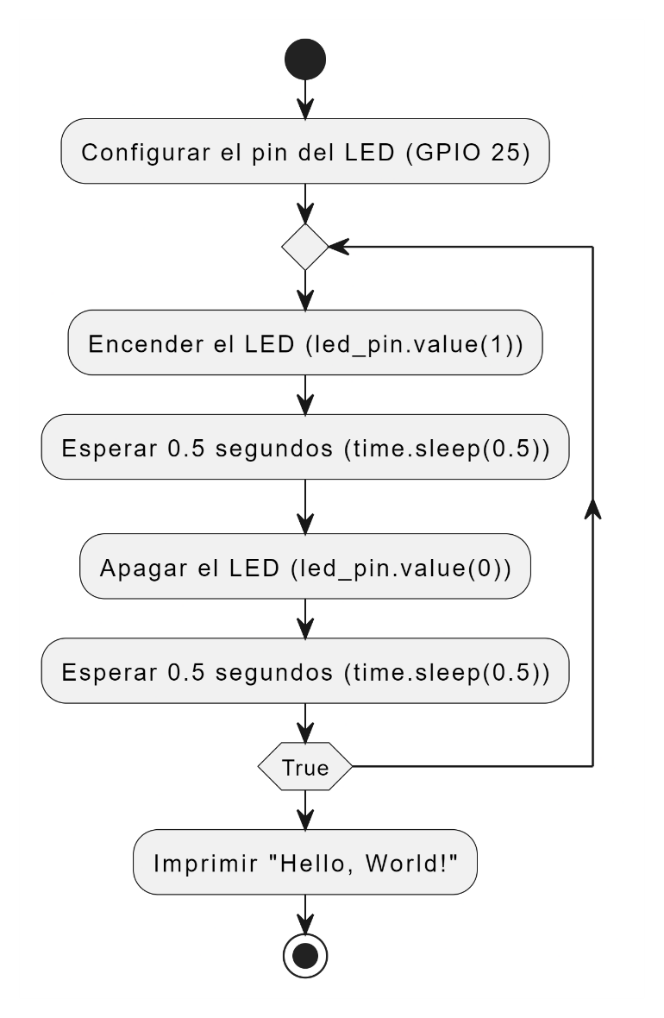 Configurar el pin del LED (GPIO 25)
Encender el LED (led_pin.value(1))
Esperar 0.5 segundos (time.sleep(0.5))
Apagar el LED (led_pin.value(0))
Esperar 0.5 segundos (time.sleep(0.5))
True
Imprimir "Hello, World!"